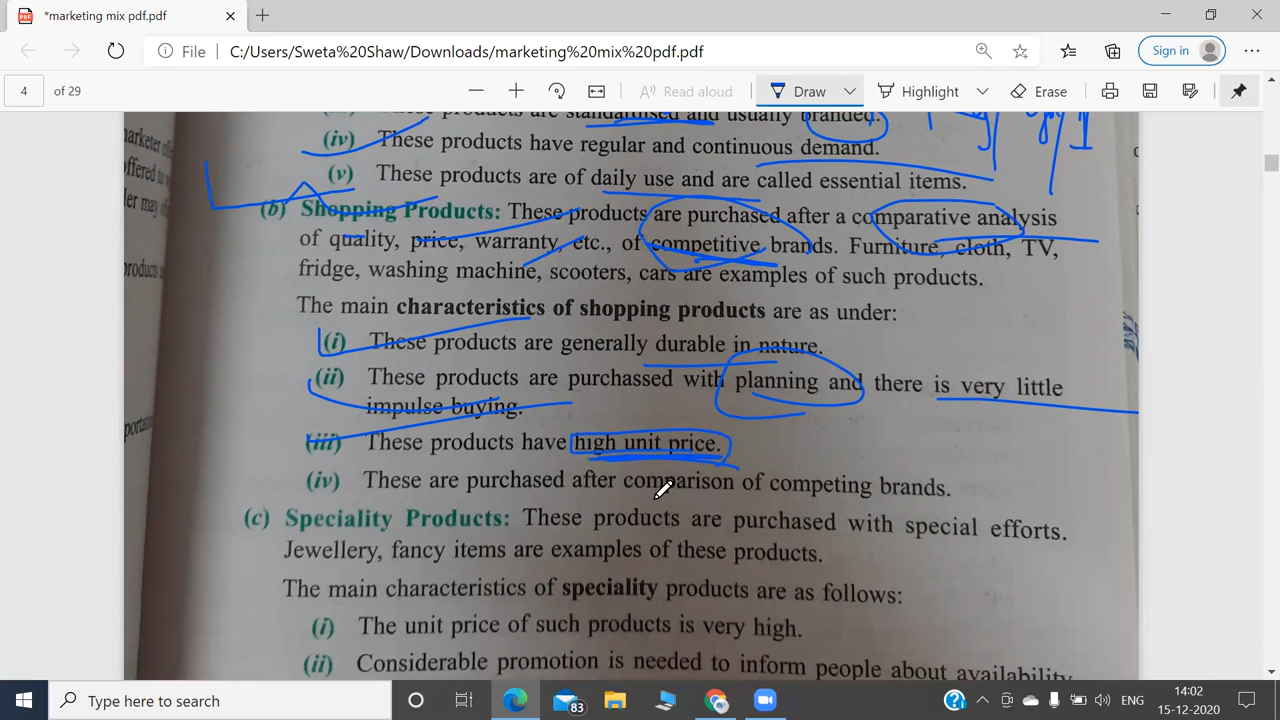 *marketing mix pdf.pdf
File
C:/Users/Sweta%20Shaw/Downloads/marketing%20mix%20pdf.pdf
Sign in
4 of 29
Read aloud
Draw
Highlight
Erase
products are standardised and usually branded.
(iv) These products have regular and continuous demand.
(v) These products are of daily use and are called essential items.
(b) Shopping Products: These products are purchased after a comparative analysis
of quality, price, warranty, etc., of competitive brands. Furniture, cloth, TV,
fridge, washing machine, scooters, cars are examples of such products.
The main characteristics of shopping products are as under:
(i) These products are generally durable in nature.
(ii) These products are purchassed with planning and there is very little
impulse buying.
(iii) These products have high unit price.
(iv) These are purchased after comparison of competing brands.
(c) Speciality Products: These products are purchased with special efforts.
Jewellery, fancy items are examples of these products.
The main characteristics of speciality products are as follows:
(i) The unit price of such products is very high.
(ii) Considerable promotion is needed to inform people about availability
Type here to search
83
ENG
14:02
15-12-2020